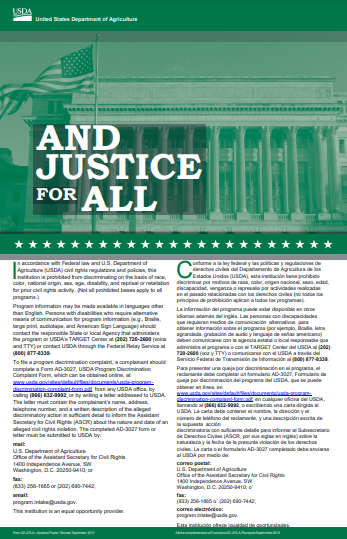 USDA
United States Department of Agriculture
AND
JUSTICE
FOR ALL
In accordance with Federal law and U.S. Department of
Agriculture (USDA) civil rights regulations and policies, this
institution is prohibited from discriminating on the basis of race,
color, national origin, sex, age, disability, and reprisal or retaliation
for prior civil rights activity. (Not all prohibited bases apply to all
programs.)
Program information may be made available in languages other
than English. Persons with disabilities who require alternative
means of communication for program information (e.g., Braille,
large print, audiotape, and American Sign Language) should
contact the responsible State or local Agency that administers
the program or USDA's TARGET Center at (202) 720-2600 (voice
and TTY) or contact USDA through the Federal Relay Service at
(800) 877-8339.
To file a program discrimination complaint, a complainant should
complete a Form AD-3027, USDA Program Discrimination
Complaint Form, which can be obtained online, at
www.usda.gov/sites/default/files/documents/usda-program-
discrimination-complaint-form.pdf, from any USDA office, by
calling (866) 632-9992, or by writing a letter addressed to USDA.
The letter must contain the complainant's name, address,
telephone number, and a written description of the alleged
discriminatory action in sufficient detail to inform the Assistant
Secretary for Civil Rights (ASCR) about the nature and date of an
alleged civil rights violation. The completed AD-3027 form or
letter must be submitted to USDA by:
mail:
U.S. Department of Agriculture
Office of the Assistant Secretary for Civil Rights
1400 Independence Avenue, SW
Washington, D.C. 20250-9410; or
fax:
(833) 256-1665 or (202) 690-7442;
email:
program.intake@usda.gov.
This institution is an equal opportunity provider.
Conforme a la ley federal y las políticas y regulaciones de
derechos civiles del Departamento de Agricultura de los
Estados Unidos (USDA), esta institución tiene prohibido
discriminar por motivos de raza, color, origen nacional, sexo, edad,
discapacidad, venganza o represalia por actividades realizadas
en el pasado relacionadas con los derechos civiles (no todos los
principios de prohibición aplican a todos los programas).
La información del programa puede estar disponible en otros
idiomas además del inglés. Las personas con discapacidades
que requieran medios de comunicación alternativos para
obtener información sobre el programa (por ejemplo, Braille, letra
agrandada, grabación de audio y lenguaje de señas americano)
deben comunicarse con la agencia estatal o local responsable que
administra el programa o con el TARGET Center del USDA al (202)
720-2600 (voz y TTY) o comunicarse con el USDA a través del
Servicio Federal de Transmisión de Información al (800) 877-8339.
Para presentar una queja por discriminación en el programa, el
reclamante debe completar un formulario AD-3027, Formulario de
queja por discriminación del programa del USDA, que se puede
obtener en línea, en
www.usda.gov/sites/default/files/documents/usda-program-
discrimination-complaint-form.pdf, en cualquier oficina del USDA,
llamando al (866) 632-9992, o escribiendo una carta dirigida al
USDA. La carta debe contener el nombre, la dirección y el
número de teléfono del reclamante, y una descripción escrita de
la supuesta acción
discriminatoria con suficiente detalle para informar al Subsecretario
de Derechos Civiles (ASCR, por sus siglas en inglés) sobre la
naturaleza y la fecha de la presunta violación de los derechos
civiles. La carta o el formulario AD-3027 completado debe enviarse
al USDA por medio de:
correo postal:
U.S. Department of Agriculture
Office of the Assistant Secretary for Civil Rights
1400 Independence Avenue, SW
Washington, D.C. 20250-9410; o'
fax:
(833) 256-1665 o' (202) 690-7442;
correo electrónico:
program.intake@usda.gov.
Esta institución ofrece igualdad de oportunidades.